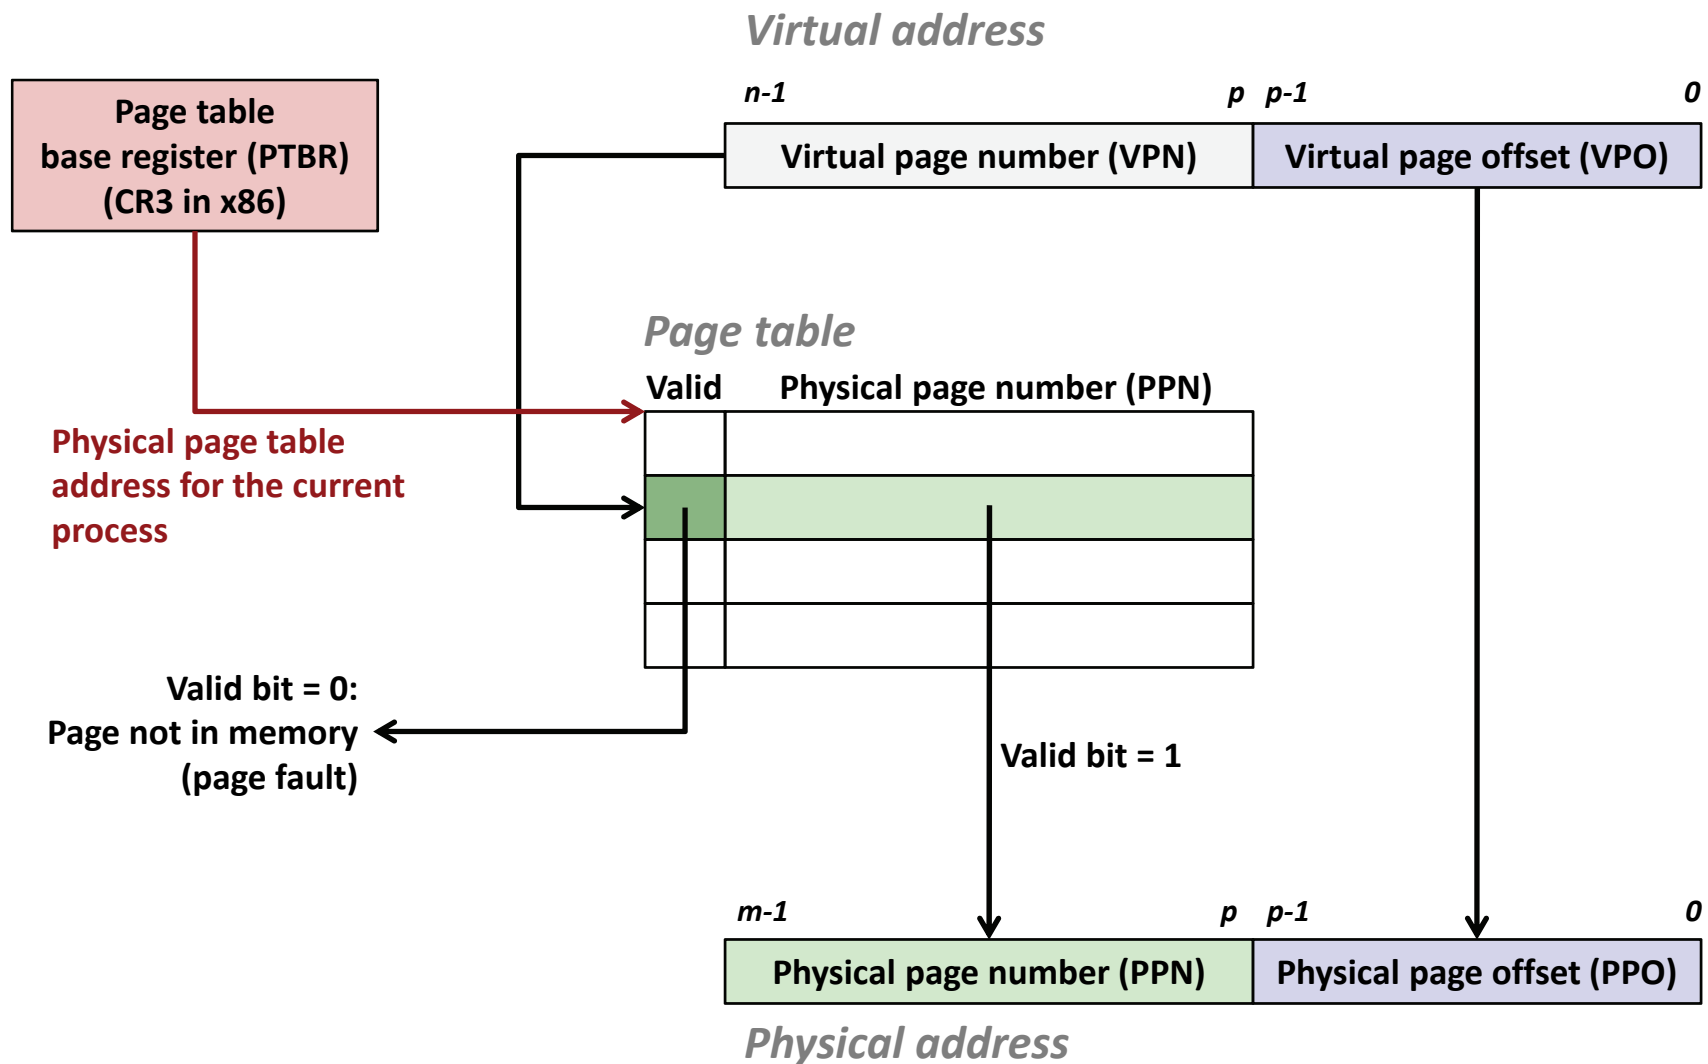 Virtual address
n-1 p p-1 0
Page table
base register (PTBR)
(CR3 in x86)
Virtual page number (VPN) Virtual page offset (VPO)
Page table
Valid Physical page number (PPN)
Physical page table
address for the current
process
Valid bit = 0:
Page not in memory
(page fault)
Valid bit = 1
m-1 p p-1 0
Physical page number (PPN) Physical page offset (PPO)
Physical address